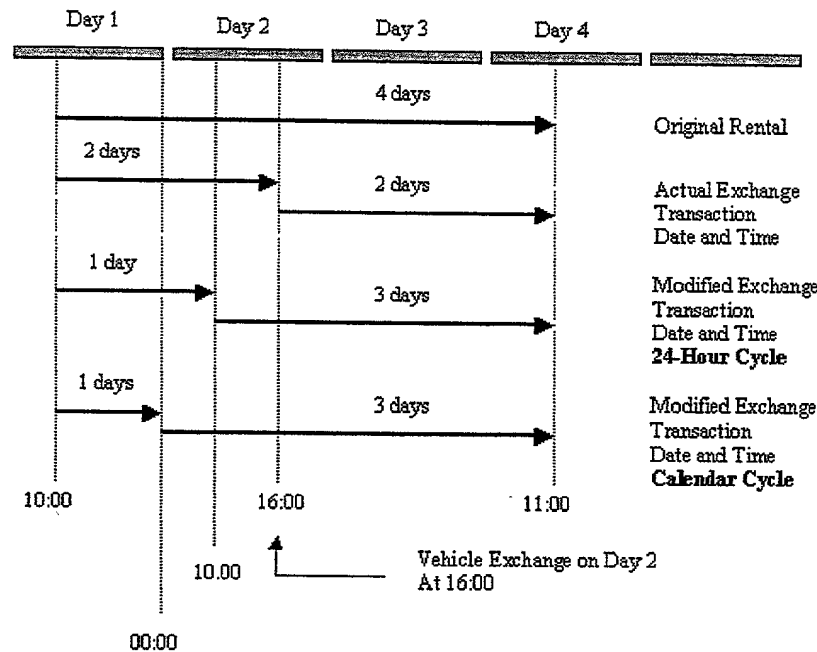 Day 1
Day 2
Day 3
Day 4
4 days
Original Rental
2 days
2 days
Actual Exchange
Transaction
Date and Time
1 day
3 days
Modified Exchange
Transaction
Date and Time
24-Hour Cycle
1 days
3 days
Modified Exchange
Transaction
Date and Time
Calendar Cycle
10:00
16:00
11:00
10.00
Vehicle Exchange on Day 2
At 16:00
00:00